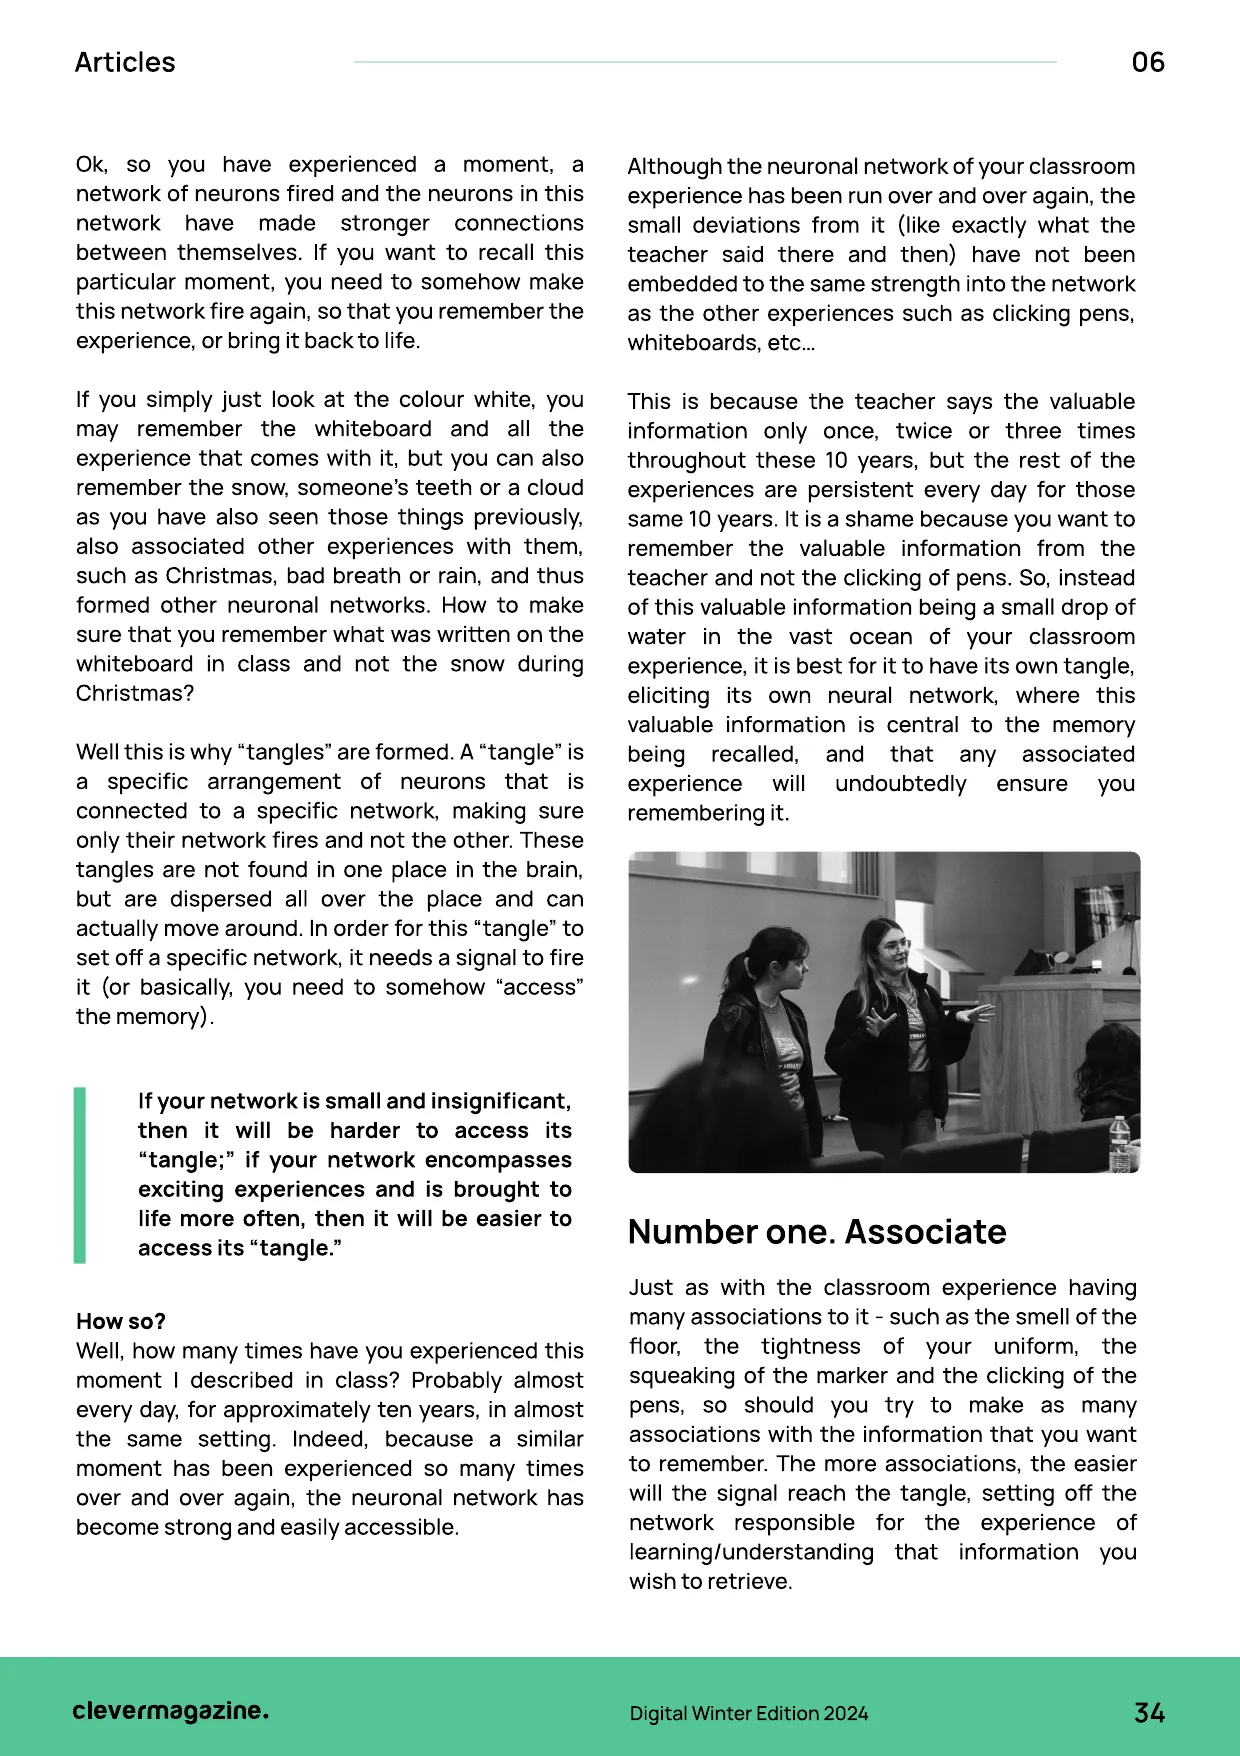 Articles
06
Ok, so you have experienced a moment, a
network of neurons fired and the neurons in this
network have made stronger connections
between themselves. If you want to recall this
particular moment, you need to somehow make
this network fire again, so that you remember the
experience, or bring it back to life.
If you simply just look at the colour white, you
may remember the whiteboard and all the
experience that comes with it, but you can also
remember the snow, someone’s teeth or a cloud
as you have also seen those things previously,
also associated other experiences with them,
such as Christmas, bad breath or rain, and thus
formed other neuronal networks. How to make
sure that you remember what was written on the
whiteboard in class and not the snow during
Christmas?
Well this is why “tangles” are formed. A “tangle” is
a specific arrangement of neurons that is
connected to a specific network, making sure
only their network fires and not the other. These
tangles are not found in one place in the brain,
but are dispersed all over the place and can
actually move around. In order for this “tangle” to
set off a specific network, it needs a signal to fire
it (or basically, you need to somehow “access”
the memory).
If your network is small and insignificant,
then it will be harder to access its
“tangle;” if your network encompasses
exciting experiences and is brought to
life more often, then it will be easier to
access its “tangle.”
How so?
Well, how many times have you experienced this
moment I described in class? Probably almost
every day, for approximately ten years, in almost
the same setting. Indeed, because a similar
moment has been experienced so many times
over and over again, the neuronal network has
become strong and easily accessible.
Although the neuronal network of your classroom
experience has been run over and over again, the
small deviations from it (like exactly what the
teacher said there and then) have not been
embedded to the same strength into the network
as the other experiences such as clicking pens,
whiteboards, etc…
This is because the teacher says the valuable
information only once, twice or three times
throughout these 10 years, but the rest of the
experiences are persistent every day for those
same 10 years. It is a shame because you want to
remember the valuable information from the
teacher and not the clicking of pens. So, instead
of this valuable information being a small drop of
water in the vast ocean of your classroom
experience, it is best for it to have its own tangle,
eliciting its own neural network, where this
valuable information is central to the memory
being recalled, and that any associated
experience will undoubtedly ensure you
remembering it.
Number one. Associate
Just as with the classroom experience having
many associations to it - such as the smell of the
floor, the tightness of your uniform, the
squeaking of the marker and the clicking of the
pens, so should you try to make as many
associations with the information that you want
to remember. The more associations, the easier
will the signal reach the tangle, setting off the
network responsible for the experience of
learning/understanding that information you
wish to retrieve.
clevermagazine.
Digital Winter Edition 2024
34